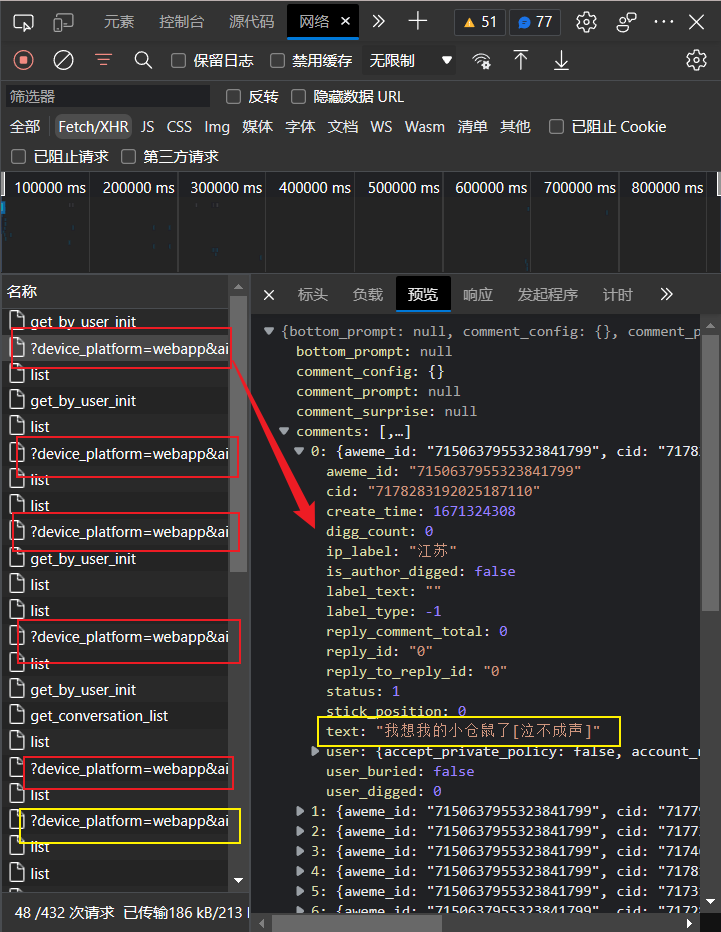 元素 控制台 源代码 网络 51 77
保留日志 禁用缓存 无限制
筛选器 反转 隐藏数据 URL
全部 Fetch/XHR JS CSS Img 媒体 字体 文档 WS Wasm 清单 其他 已阻止 Cookie
已阻止请求 第三方请求
100000 ms 200000 ms 300000 ms 400000 ms 500000 ms 600000 ms 700000 ms 800000 ms
名称
get_by_user_init
?device_platform=webapp&ai
list
get_by_user_init
list
?device_platform=webapp&ai
list
list
?device_platform=webapp&ai
get_by_user_init
list
list
?device_platform=webapp&ai
list
get_by_user_init
get_conversation_list
list
?device_platform=webapp&ai
list
?device_platform=webapp&ai
list
list
48 /432 次请求 已传输186 kB/213
标头 负载 预览 响应 发起程序 计时
{bottom_prompt: null, comment_config: {}, comment_p
bottom_prompt: null
comment_config: {}
comment_prompt: null
comment_surprise: null
comments: [,…]
0: {aweme_id: "7150637955323841799", cid: "7178
aweme_id: "7150637955323841799"
cid: "7178283192025187110"
create_time: 1671324308
digg_count: 0
ip_label: "江苏"
is_author_digged: false
label_text: ""
label_type: -1
reply_comment_total: 0
reply_id: "0"
reply_to_reply_id: "0"
status: 1
stick_position: 0
text: "我想我的小仓鼠了[泣不成声]"
user: {accept_private_policy: false, account_
user_buried: false
user_digged: 0
1: {aweme_id: "7150637955323841799", cid: "7177
2: {aweme_id: "7150637955323841799", cid: "7177
3: {aweme_id: "7150637955323841799", cid: "7174
4: {aweme_id: "7150637955323841799", cid: "7178
5: {aweme_id: "7150637955323841799", cid: "7173
6: {aweme_id: "7150637955323841799", cid: "717